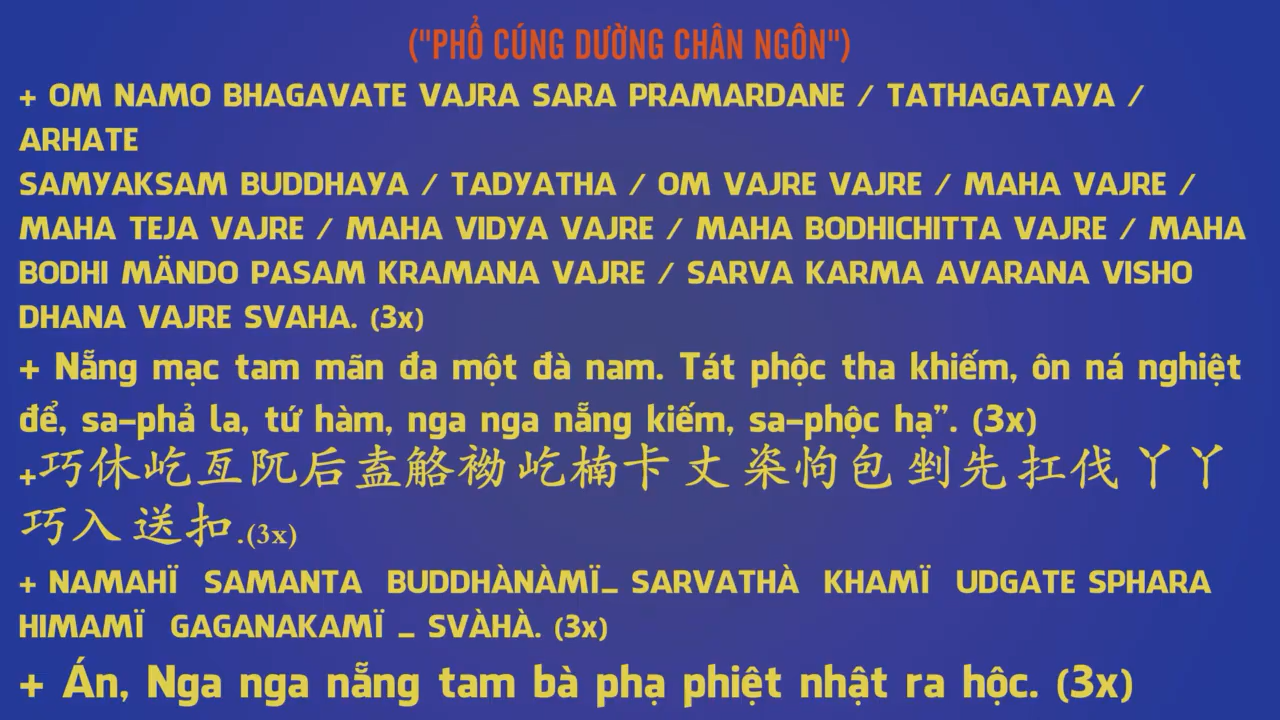 ("PHỔ CÚNG DƯỜNG CHÂN NGÔN")
+ OM NAMO BHAGAVATE VAJRA SARA PRAMARDANE / TATHAGATAYA /
ARHATE
SAMYAKSAM BUDDHAYA / TADYATHA / OM VAJRE VAJRE / MAHA VAJRE /
MAHA TEJA VAJRE / MAHA VIDYA VAJRE / MAHA BODHICHITTA VAJRE / MAHA
BODHI MÄNDO PASAM KRAMANA VAJRE / SARVA KARMA AVARANA VISHO
DHANA VAJRE SVAHA. (3x)
+ Nẵng mạc tam mãn đa một đà nam. Tát phộc tha khiếm, ôn ná nghiệt
để, sa-phả la, tứ hàm, nga nga nẵng kiếm, sa-phộc hạ”. (3x)
+巧休屹亙阢后盍觡袎屹楠卡丈桼怐包剉先扛伐丫丫
巧入送扣.(3x)
+ NAMAHÏ SAMANTA BUDDHÀNÀMÏ_ SARVATHÀ KHAMÏ UDGATE SPHARA
HIMAMÏ GAGANAKAMÏ _ SVÀHÀ. (3x)
+ Án, Nga nga nẵng tam bà phạ phiệt nhật ra hộc. (3x)